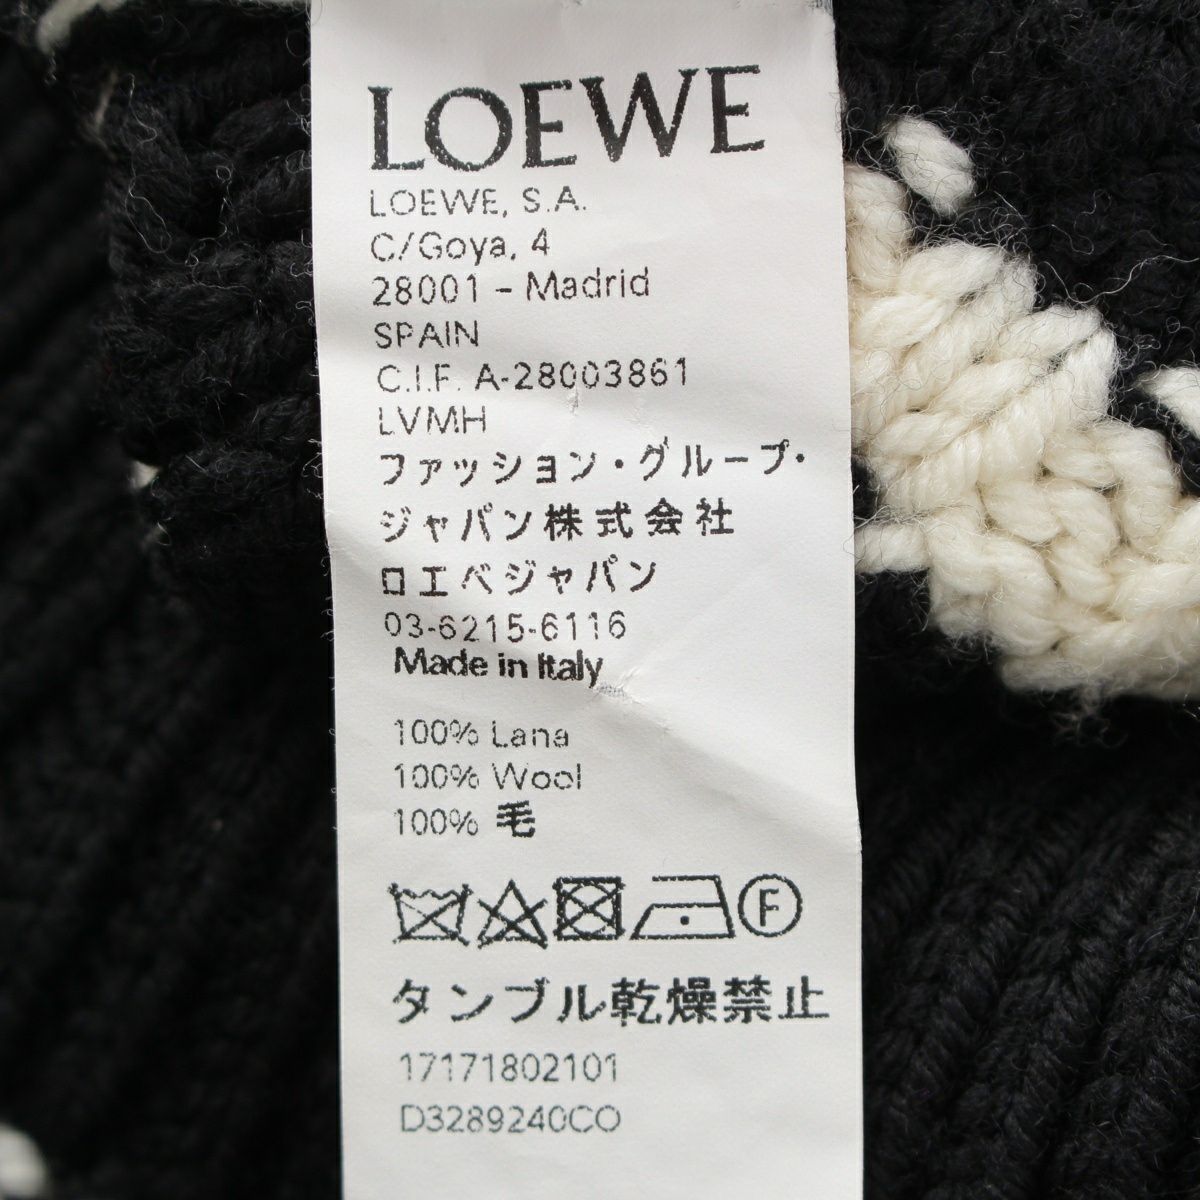 LOEWE
LOEWE, S.A.
C/Goya, 4
28001 – Madrid
SPAIN
C.I.F. A-28003861
LVMH
ファッション・グループ・
ジャパン株式会社
ロエベジャパン
03-6215-6116
Made in Italy
100% Lana
100% Wool
100% 毛
F
タンブル乾燥禁止
17171802101
D3289240CO